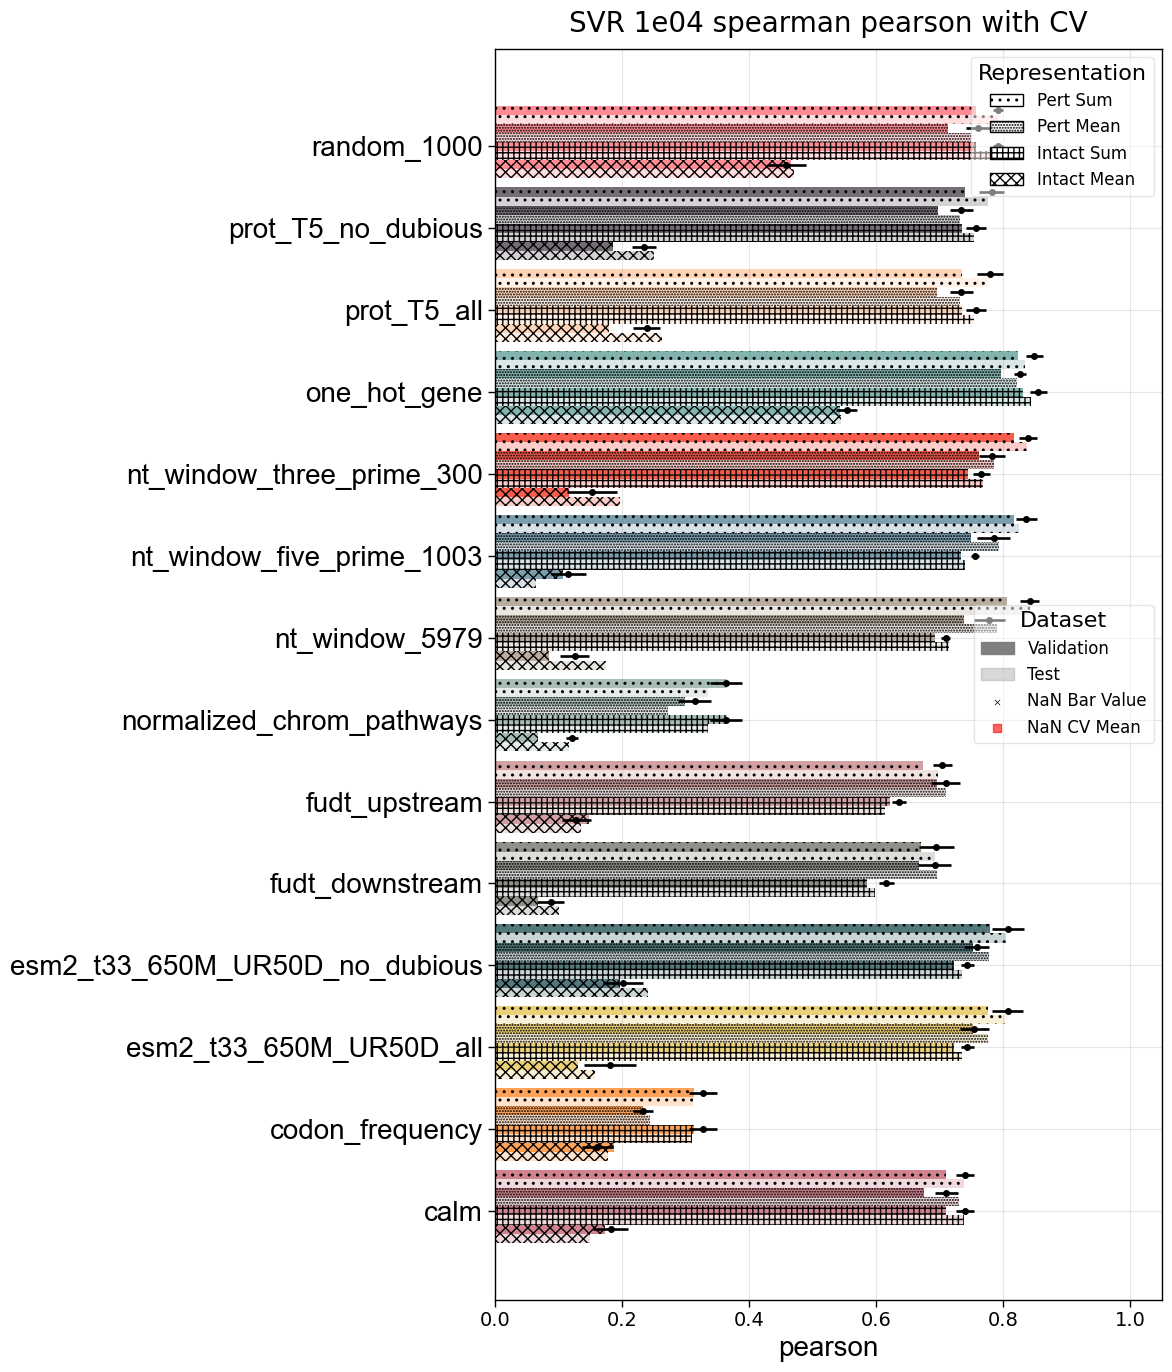 SVR 1e04 spearman pearson with CV
Representation
Pert Sum
Pert Mean
Intact Sum
Intact Mean
random_1000
prot_T5_no_dubious
prot_T5_all
one_hot_gene
nt_window_three_prime_300
nt_window_five_prime_1003
nt_window_5979
Dataset
Validation
Test
NaN Bar Value
NaN CV Mean
normalized_chrom_pathways
fudt_upstream
fudt_downstream
esm2_t33_650M_UR50D_no_dubious
esm2_t33_650M_UR50D_all
codon_frequency
calm
0.0 0.2 0.4 0.6 0.8 1.0
pearson